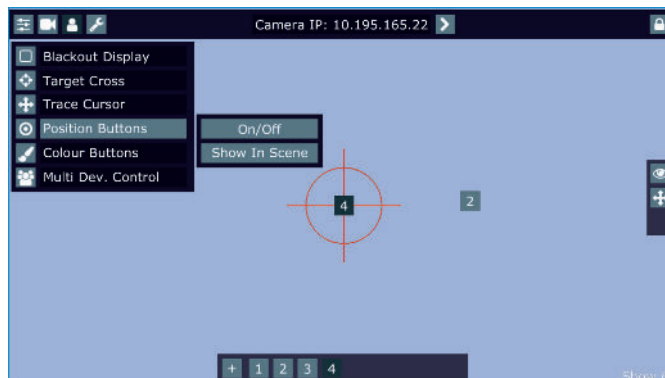 Camera IP: 10.195.165.22
Blackout Display
Target Cross
Trace Cursor
Position Buttons
On/Off
Colour Buttons
Show In Scene
Multi Dev. Control
4
2
+ 1 2 3 4
Show